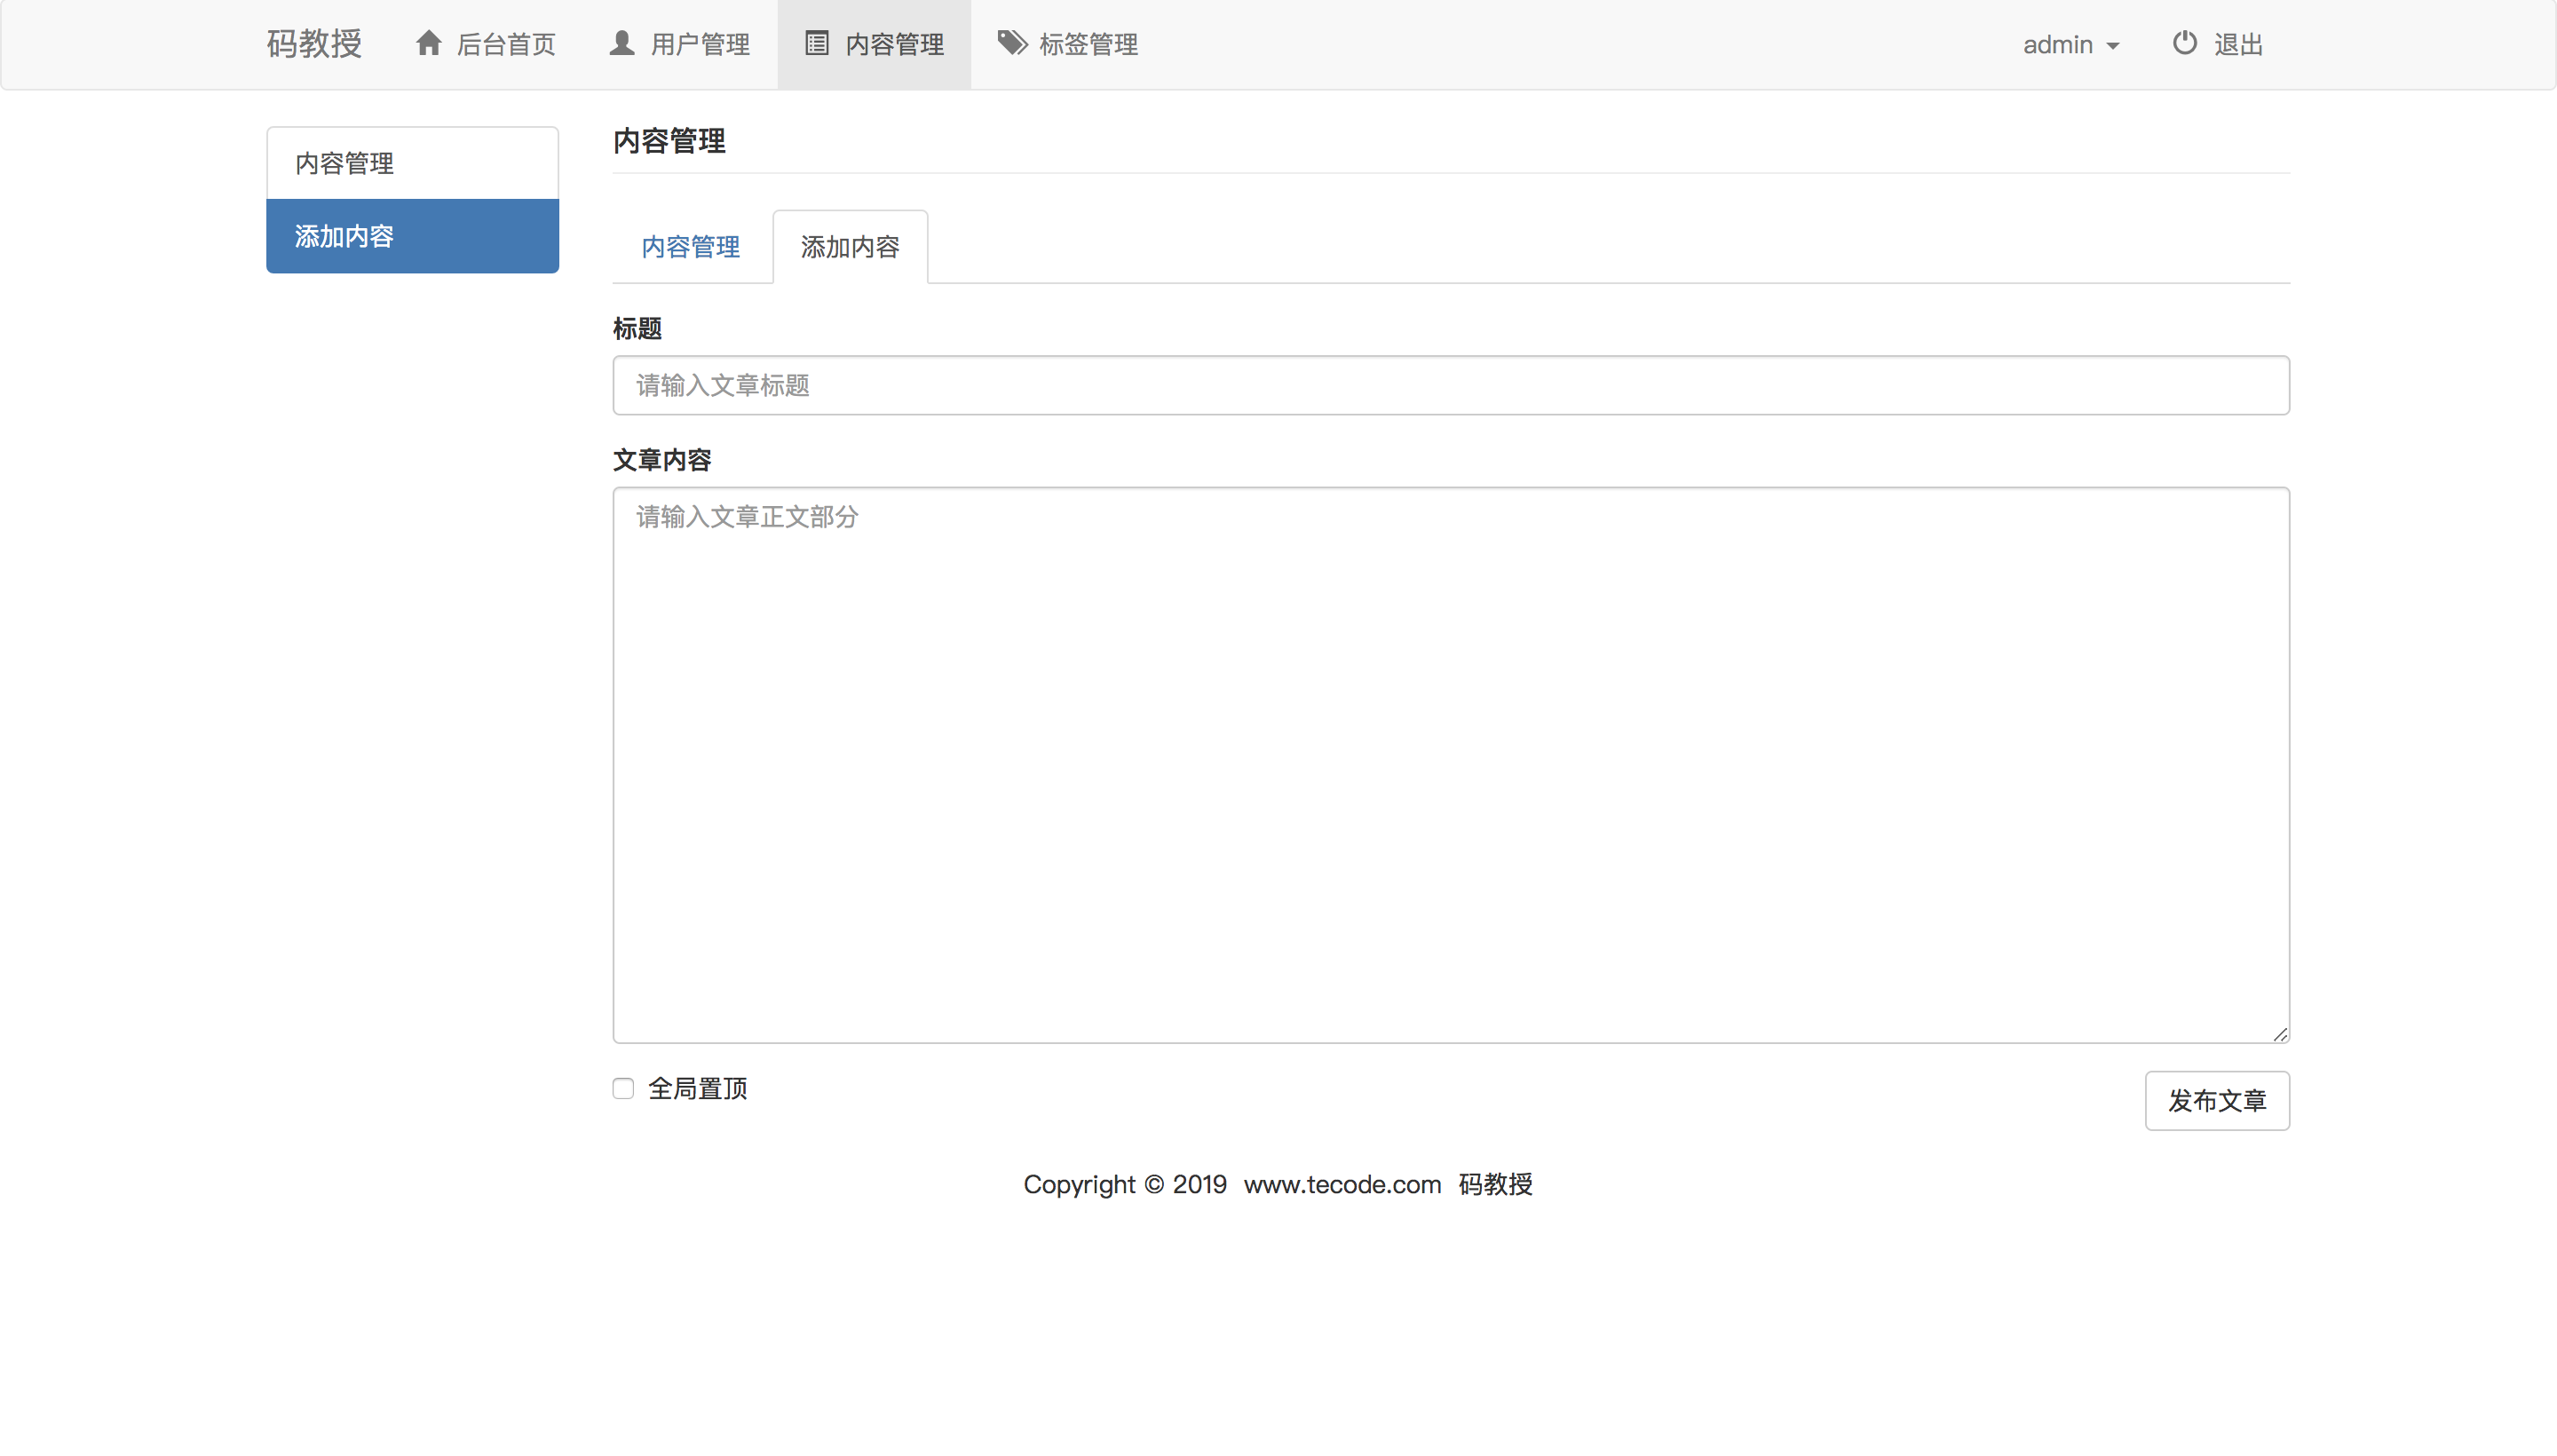 码教授 后台首页 用户管理 内容管理 标签管理 admin 退出
内容管理
添加内容
内容管理
内容管理 添加内容
标题
请输入文章标题
文章内容
请输入文章正文部分
全局置顶
发布文章
Copyright © 2019 www.tecode.com 码教授